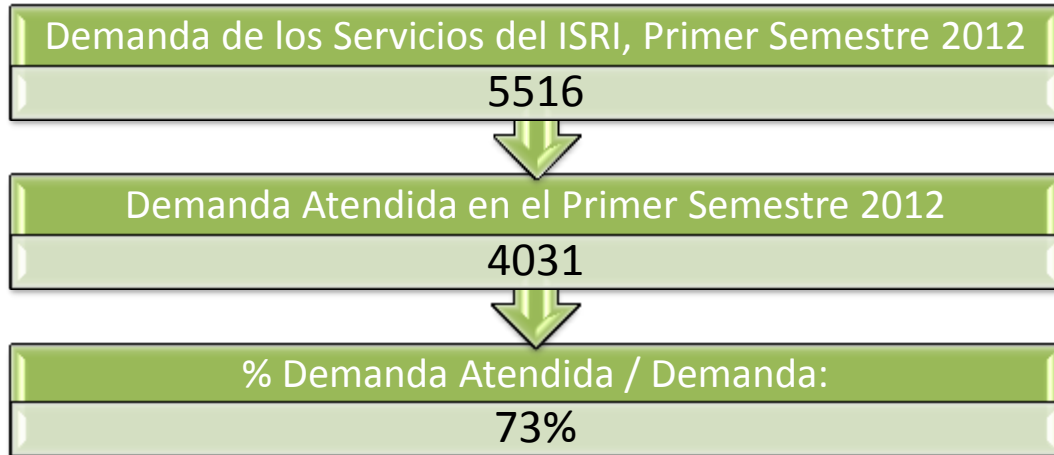 Demanda de los Servicios del ISRI, Primer Semestre 2012
5516
Demanda Atendida en el Primer Semestre 2012
4031
% Demanda Atendida / Demanda:
73%